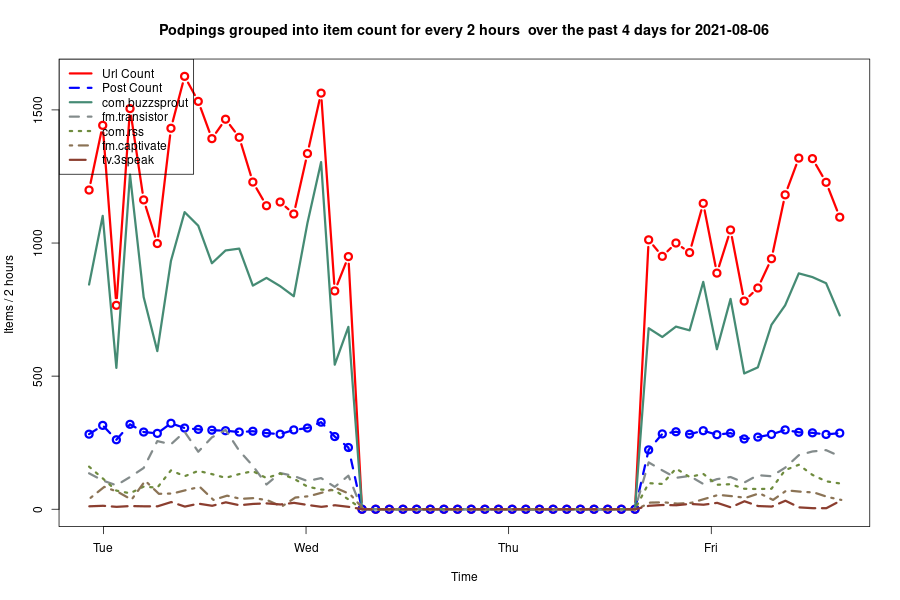 Podpings grouped into item count for every 2 hours  over the past 4 days for 2021-08-06
Url Count
Post Count
com.buzzsprout
fm.transistor
com.rss
fm.captivate
tv.3speak
1500
1000
500
0
Items / 2 hours
Tue
Wed
Thu
Fri
Time